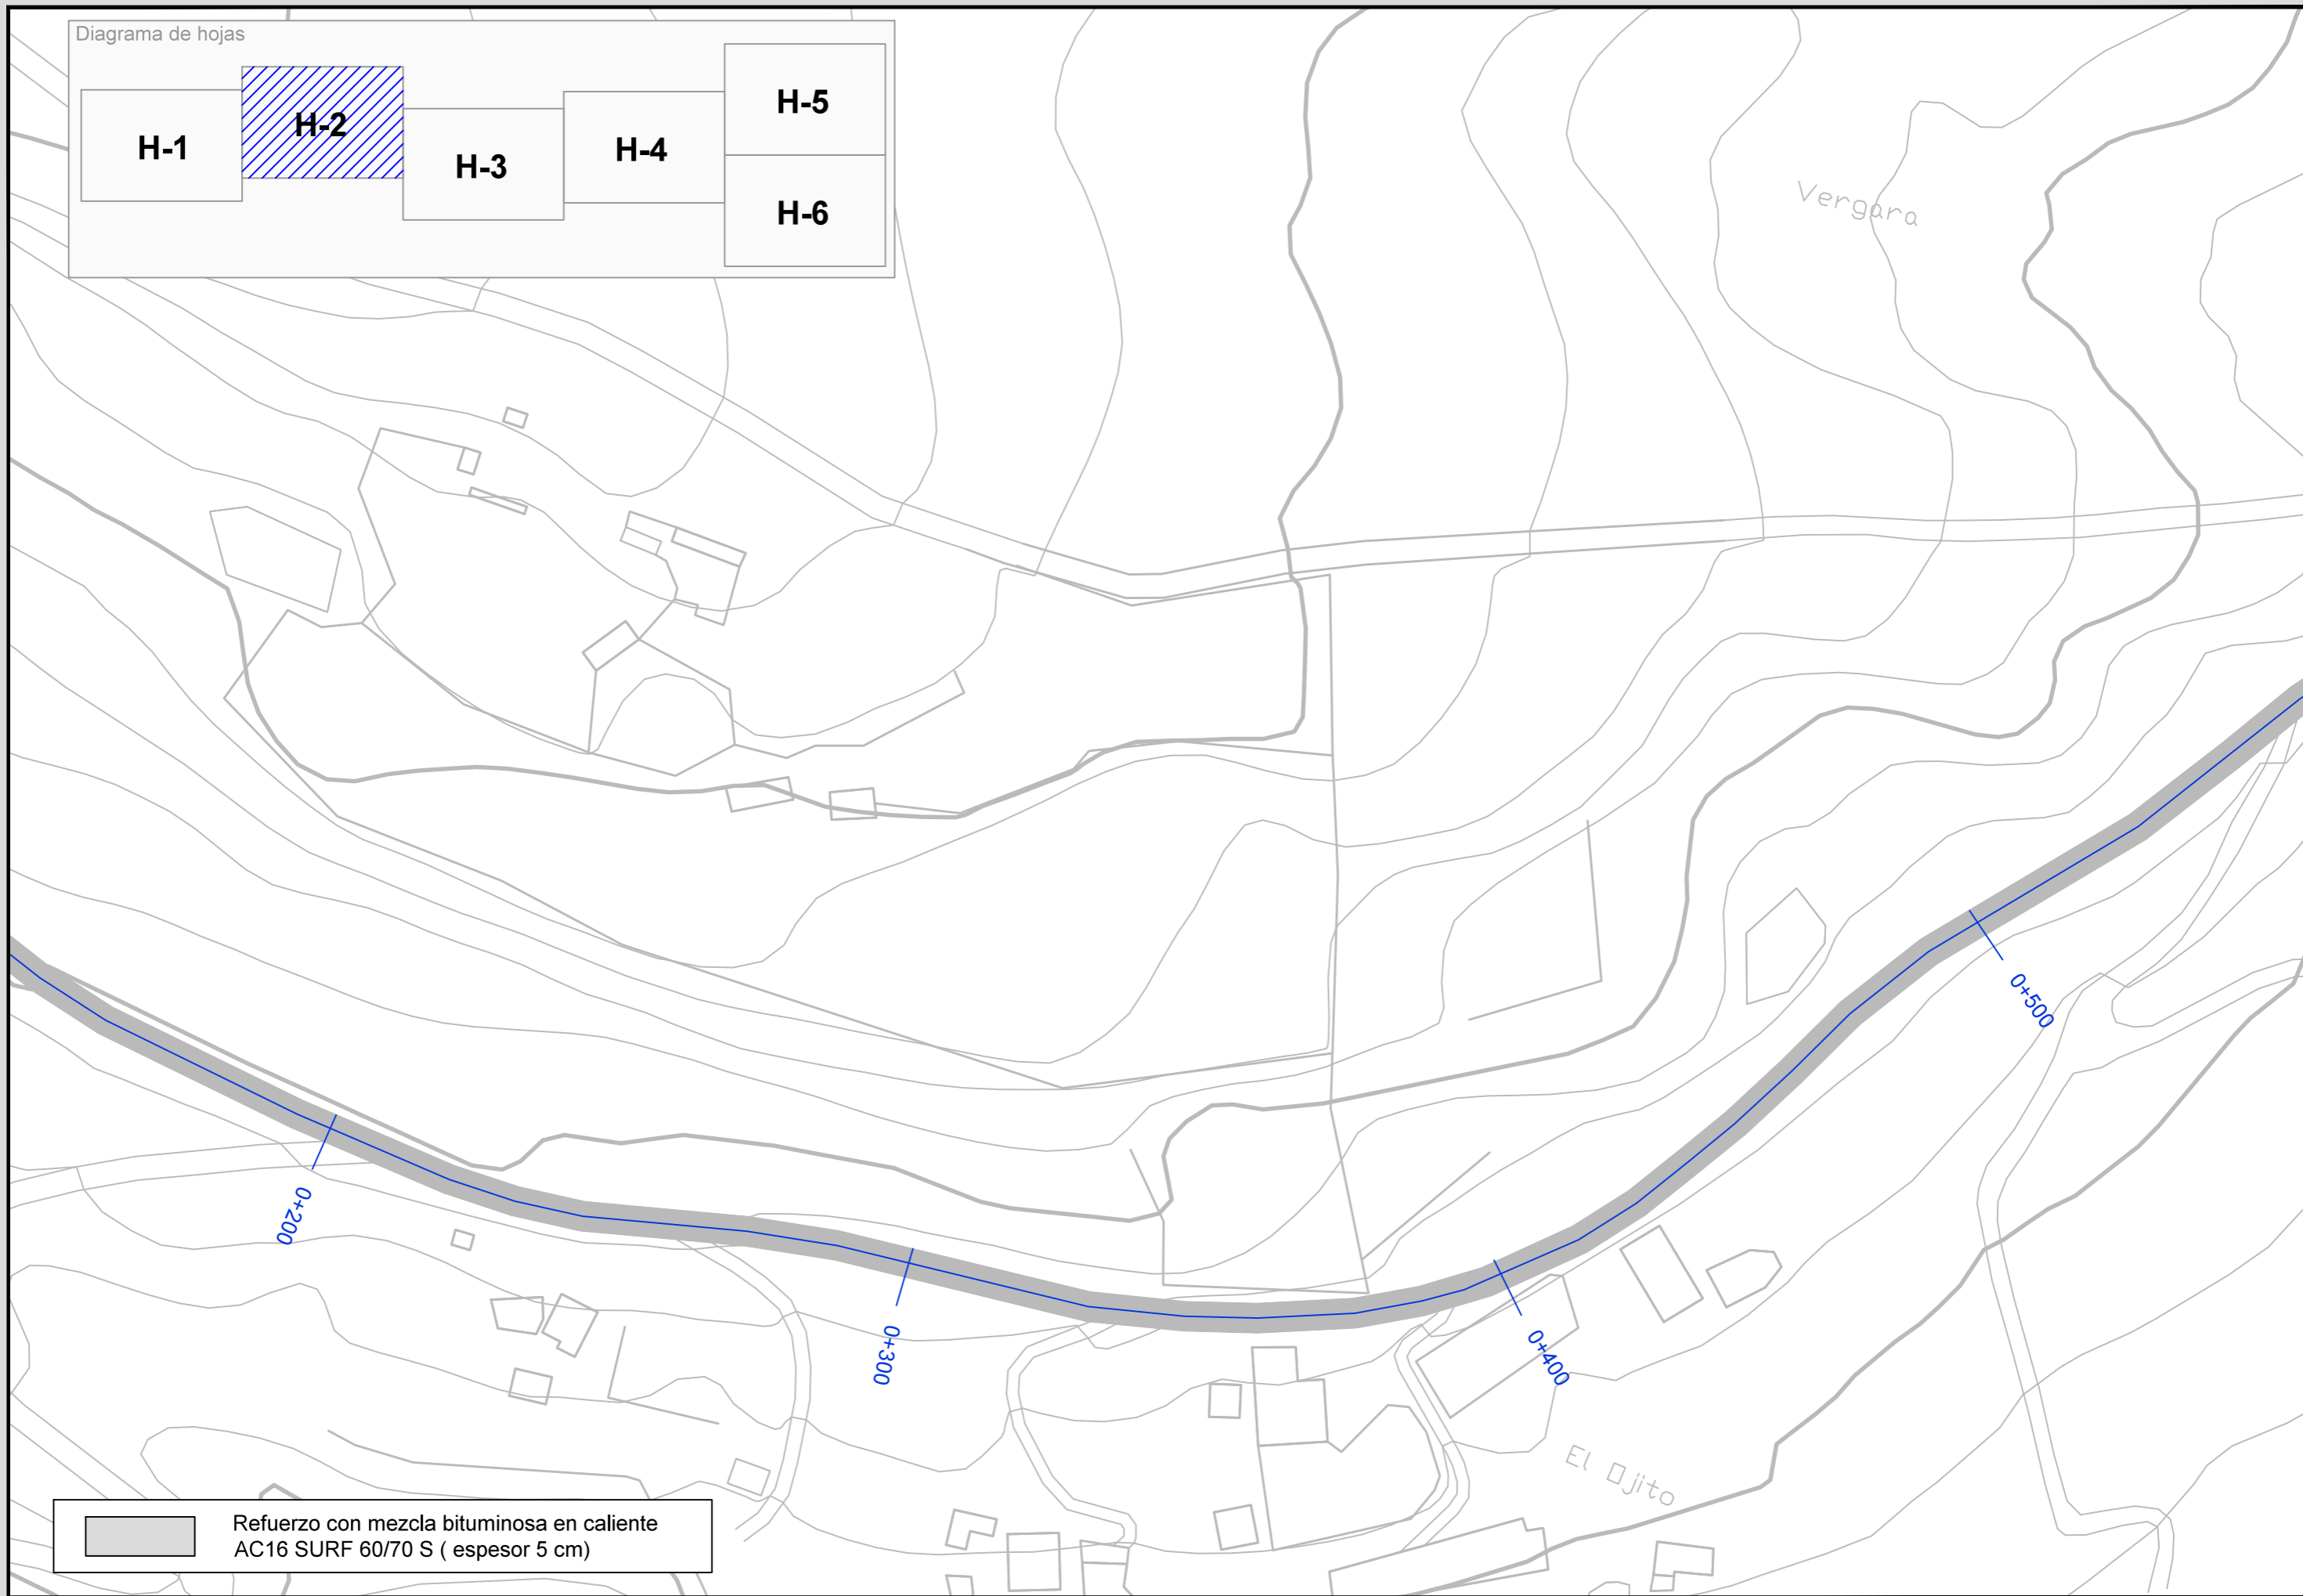 Diagrama de hojas
H-1
H-2
H-3
H-4
H-5
H-6
Vergara
0+500
0+200
0+300
0+400
El Ojito
Refuerzo con mezcla bituminosa en caliente
AC16 SURF 60/70 S ( espesor 5 cm)